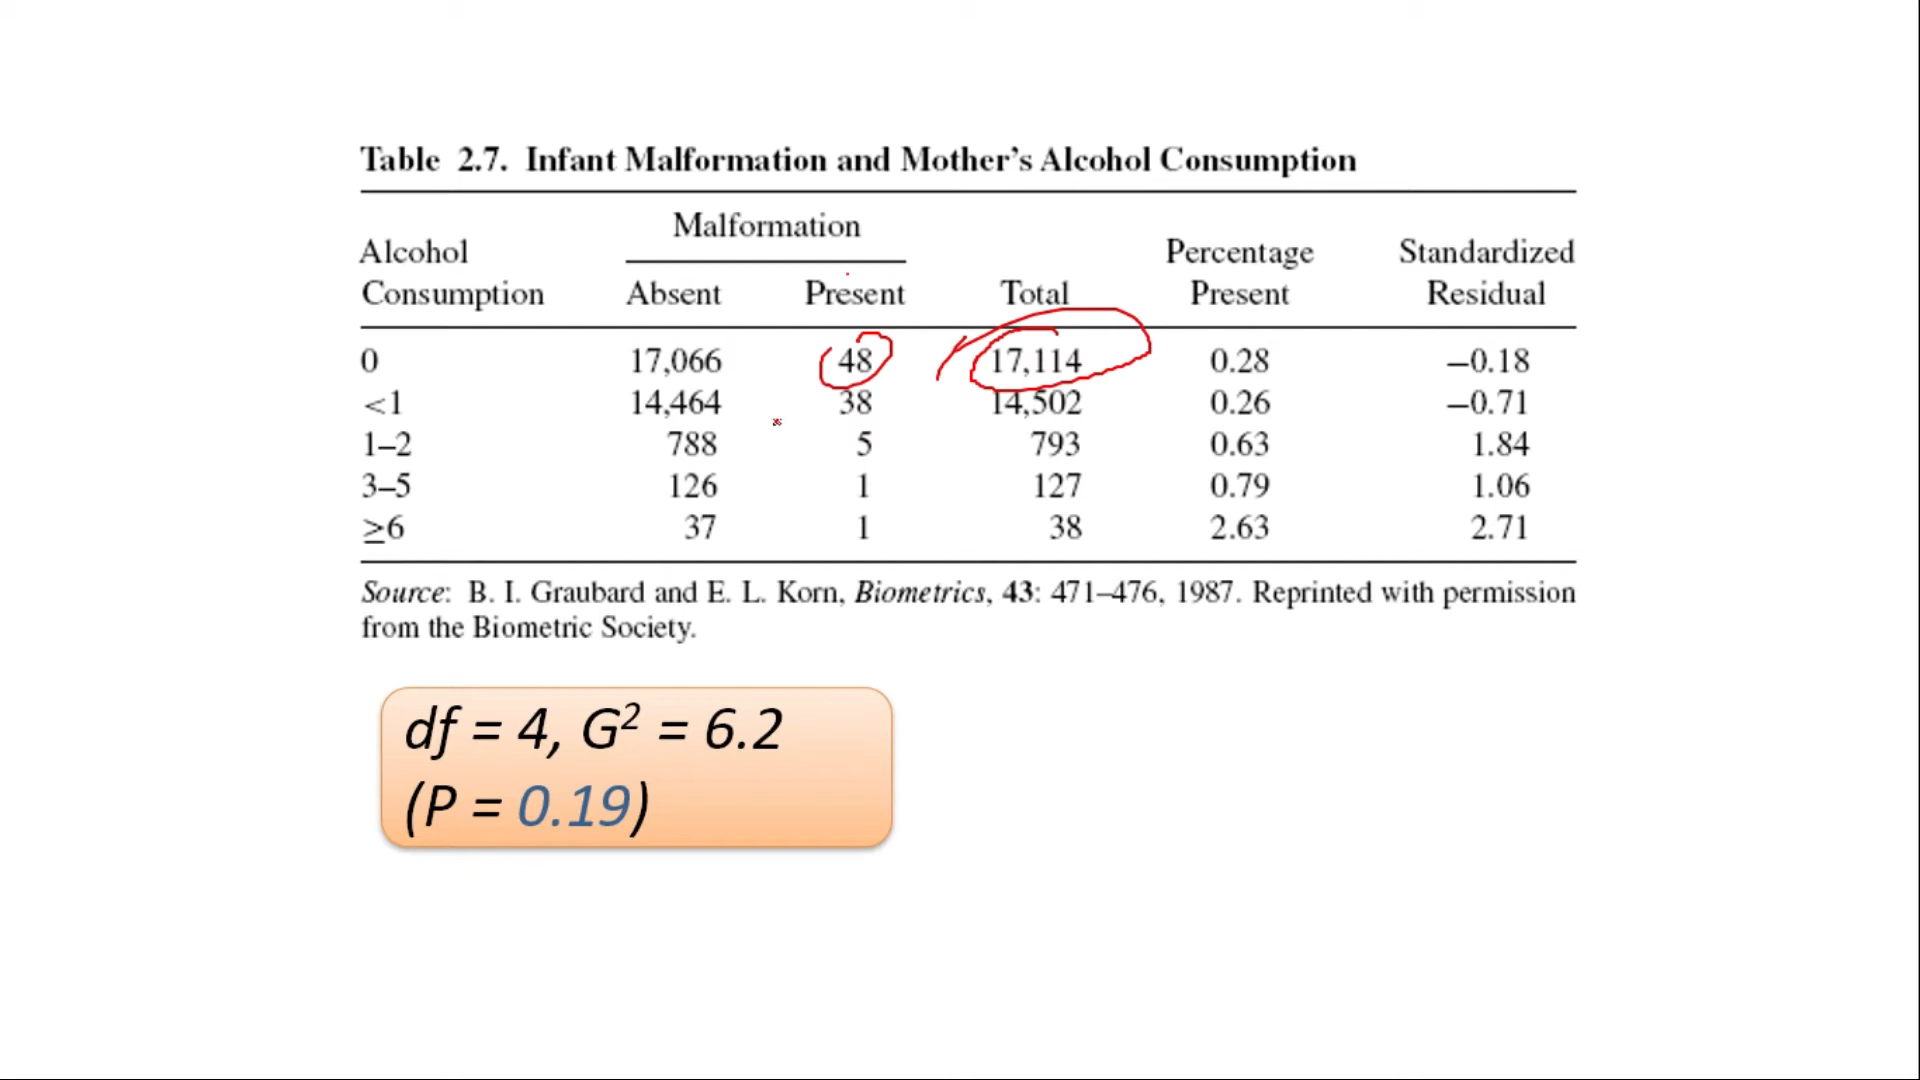 Table 2.7. Infant Malformation and Mother's Alcohol Consumption
Malformation
Alcohol Percentage Standardized
Consumption Absent Present Total Present Residual
0 17,066 48 17,114 0.28 −0.18
<1 14,464 38 14,502 0.26 −0.71
1–2 788 5 793 0.63 1.84
3–5 126 1 127 0.79 1.06
≥6 37 1 38 2.63 2.71
Source: B. I. Graubard and E. L. Korn, Biometrics, 43: 471–476, 1987. Reprinted with permission
from the Biometric Society.
df = 4, G² = 6.2
(P = 0.19)